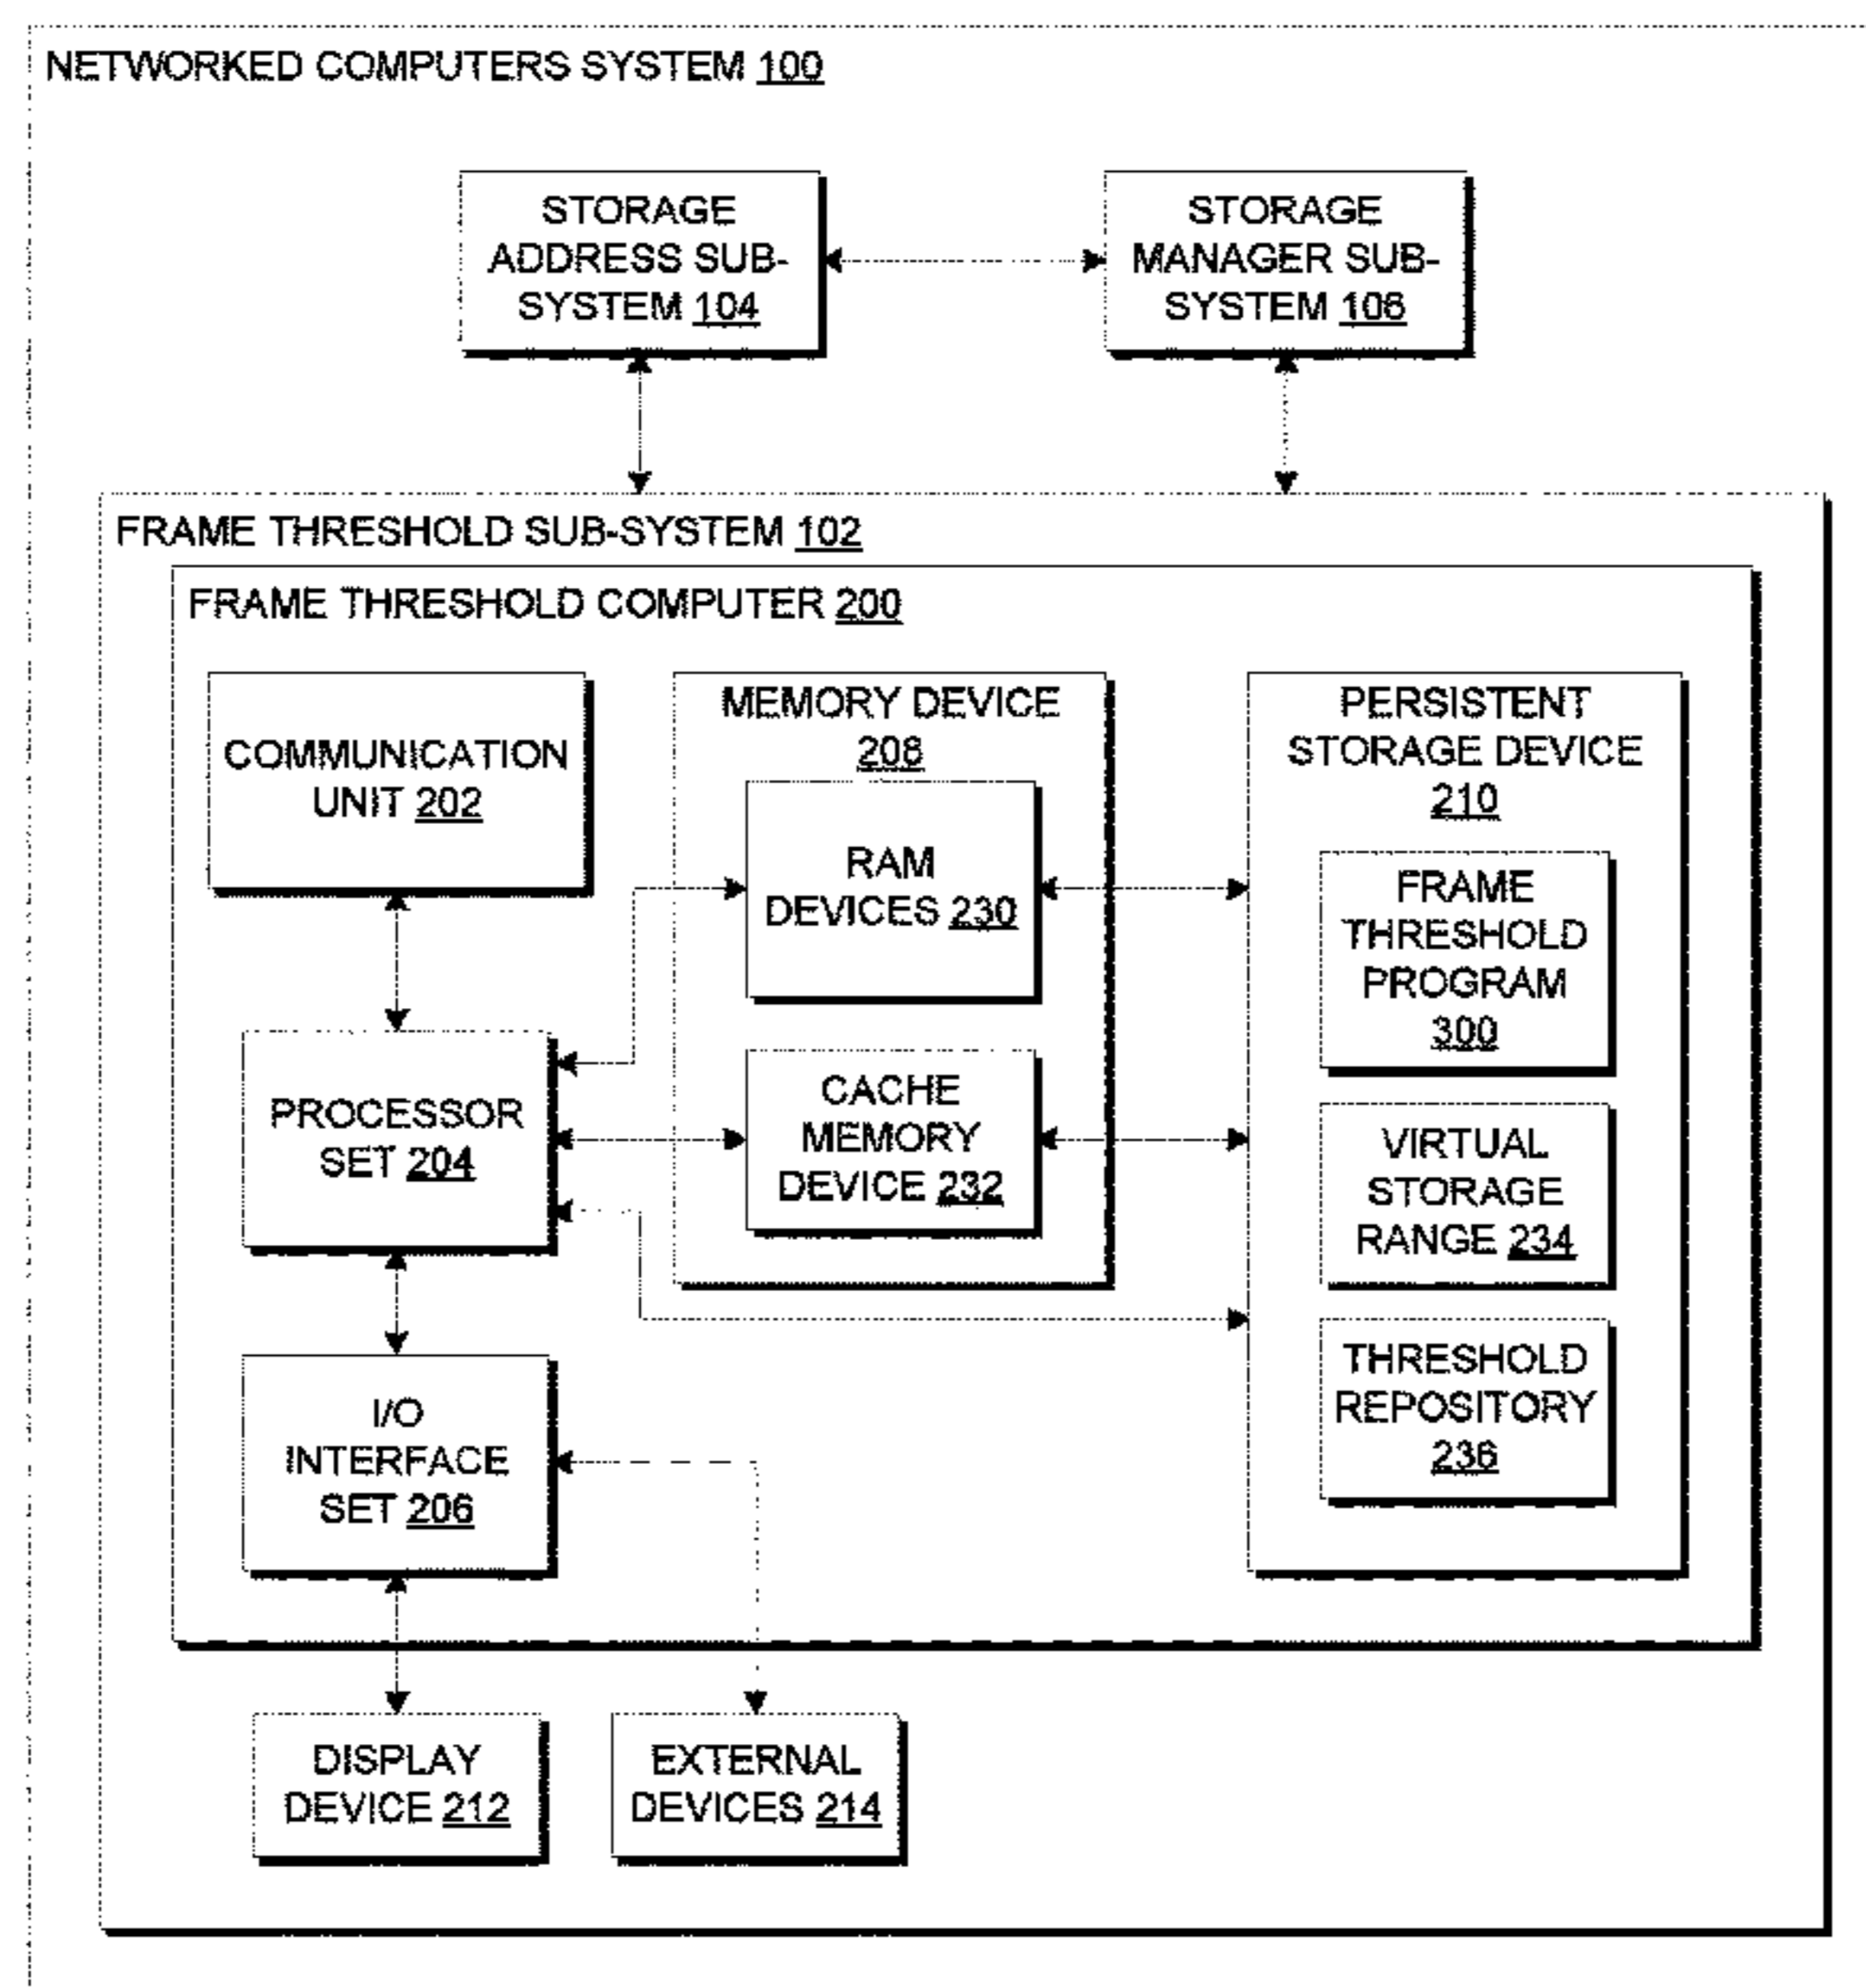 NETWORKED COMPUTERS SYSTEM 100
STORAGE
ADDRESS SUB-
SYSTEM 104
STORAGE
MANAGER SUB-
SYSTEM 106
FRAME THRESHOLD SUB-SYSTEM 102
FRAME THRESHOLD COMPUTER 200
COMMUNICATION
UNIT 202
MEMORY DEVICE
208
RAM
DEVICES 230
PERSISTENT
STORAGE DEVICE
210
FRAME
THRESHOLD
PROGRAM
300
PROCESSOR
SET 204
CACHE
MEMORY
DEVICE 232
VIRTUAL
STORAGE
RANGE 234
I/O
INTERFACE
SET 206
THRESHOLD
REPOSITORY
236
DISPLAY
DEVICE 212
EXTERNAL
DEVICES 214